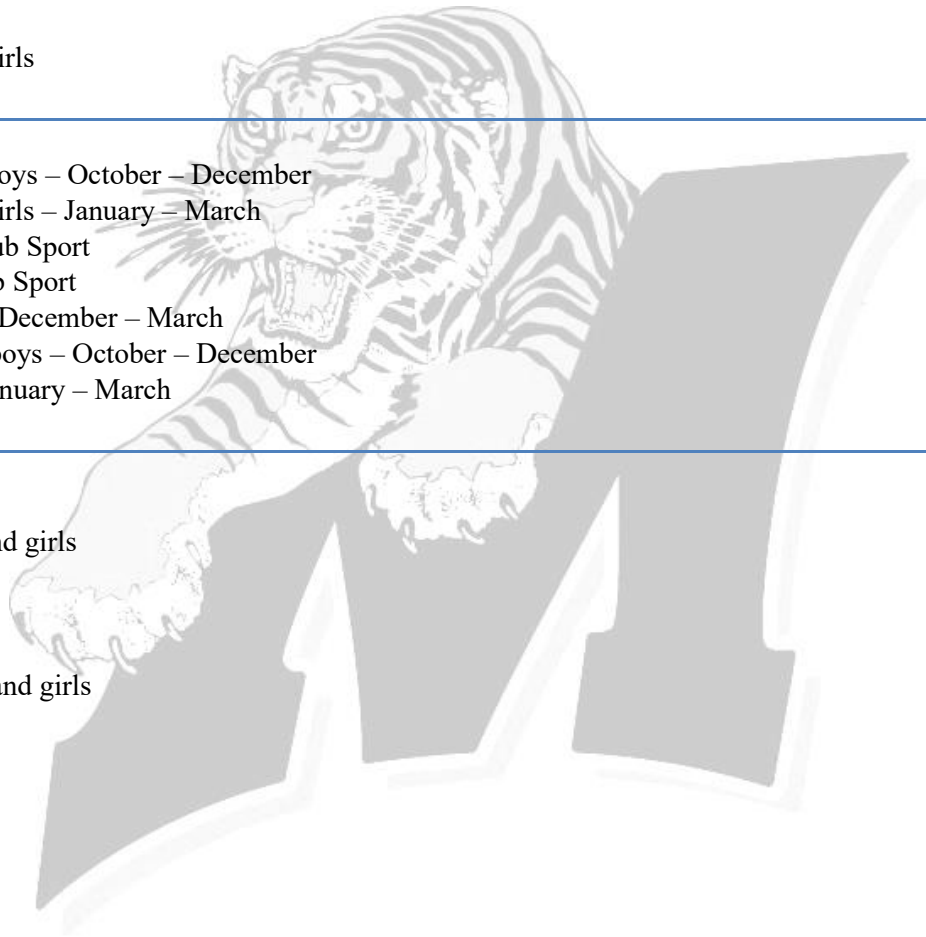 irls
oys – October – December
irls – January – March
ub Sport
b Sport
December – March
boys – October – December
nuary – March
nd girls
and girls
M